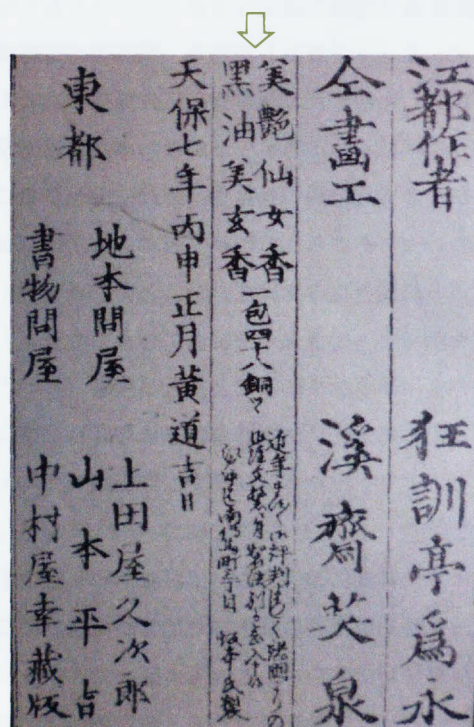 江都作者 狂訓亭爲永
仝畫工 溪齋英泉
美艶仙女香
黒油美玄香
一包四十八銅ツヽ
天保七年丙申正月黄道吉日
東都
地本問屋
書物問屋
上田屋久次郎
山本平吉
中村屋幸藏版